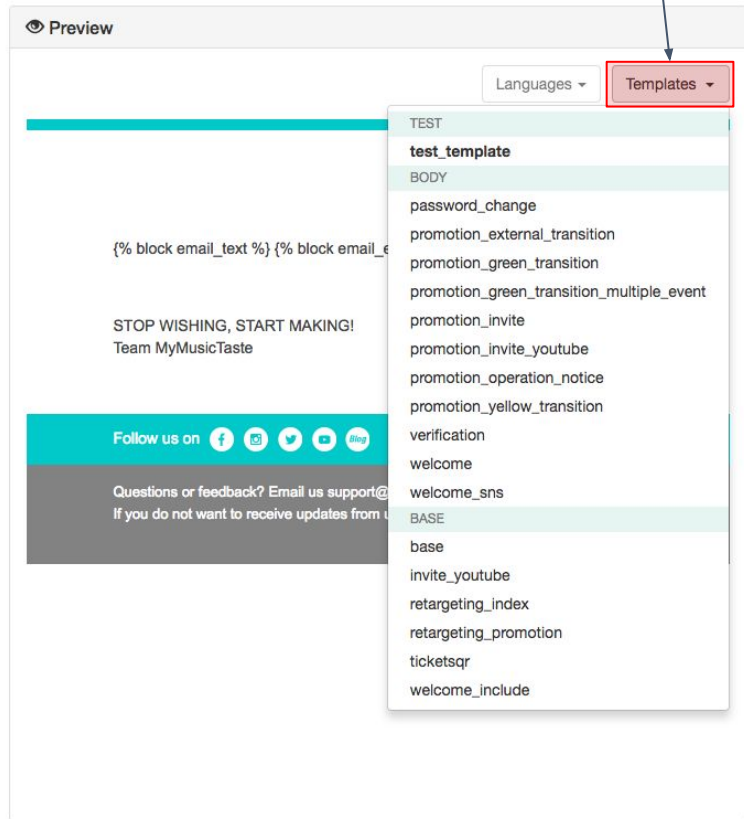 Preview
Languages
Templates
TEST
test_template
BODY
password_change
promotion_external_transition
promotion_green_transition
promotion_green_transition_multiple_event
promotion_invite
promotion_invite_youtube
promotion_operation_notice
promotion_yellow_transition
verification
welcome
welcome_sns
BASE
base
invite_youtube
retargeting_index
retargeting_promotion
ticketsqr
welcome_include
{% block email_text %} {% block email_e
STOP WISHING, START MAKING!
Team MyMusicTaste
Follow us on
Blog
Questions or feedback? Email us support@
If you do not want to receive updates from